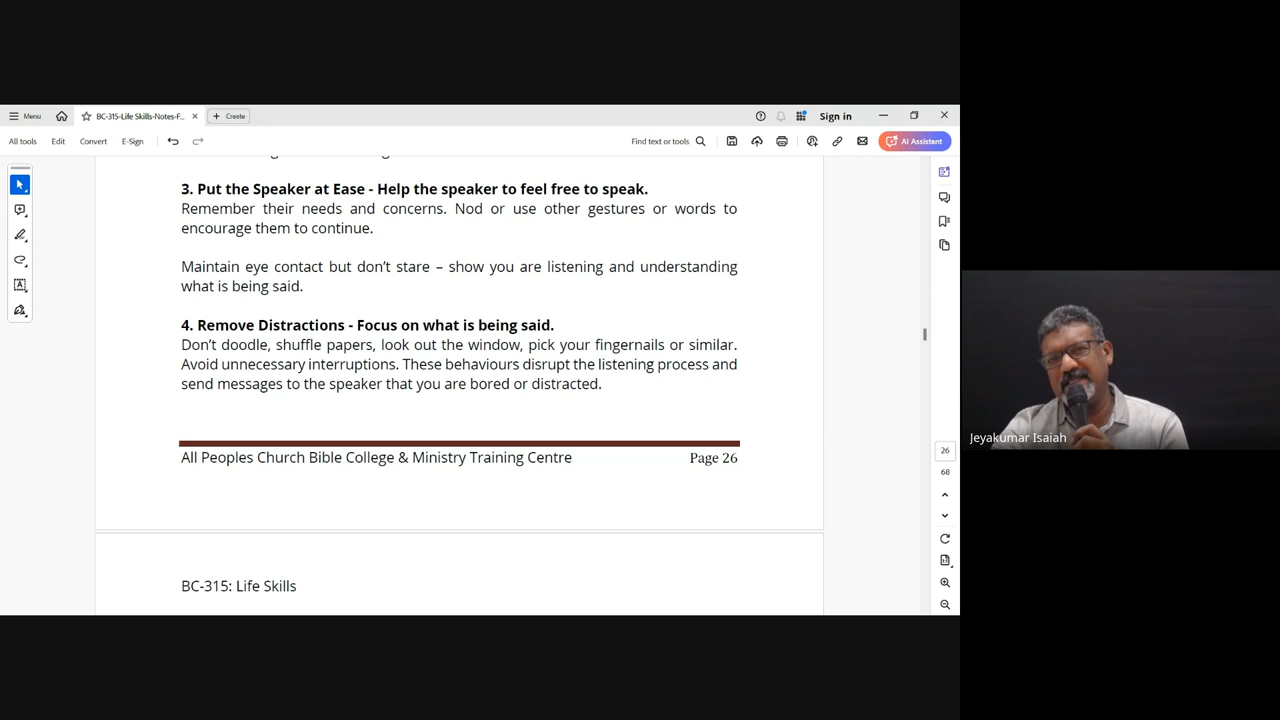 Menu
BC-315-Life Skills-Notes-F...
Create
Sign in
All tools
Edit
Convert
E-Sign
Find text or tools
AI Assistant
3. Put the Speaker at Ease - Help the speaker to feel free to speak.
Remember their needs and concerns. Nod or use other gestures or words to
encourage them to continue.
Maintain eye contact but don’t stare – show you are listening and understanding
what is being said.
4. Remove Distractions - Focus on what is being said.
Don’t doodle, shuffle papers, look out the window, pick your fingernails or similar.
Avoid unnecessary interruptions. These behaviours disrupt the listening process and
send messages to the speaker that you are bored or distracted.
All Peoples Church Bible College & Ministry Training Centre
Page 26
BC-315: Life Skills
26
68
Jeyakumar Isaiah